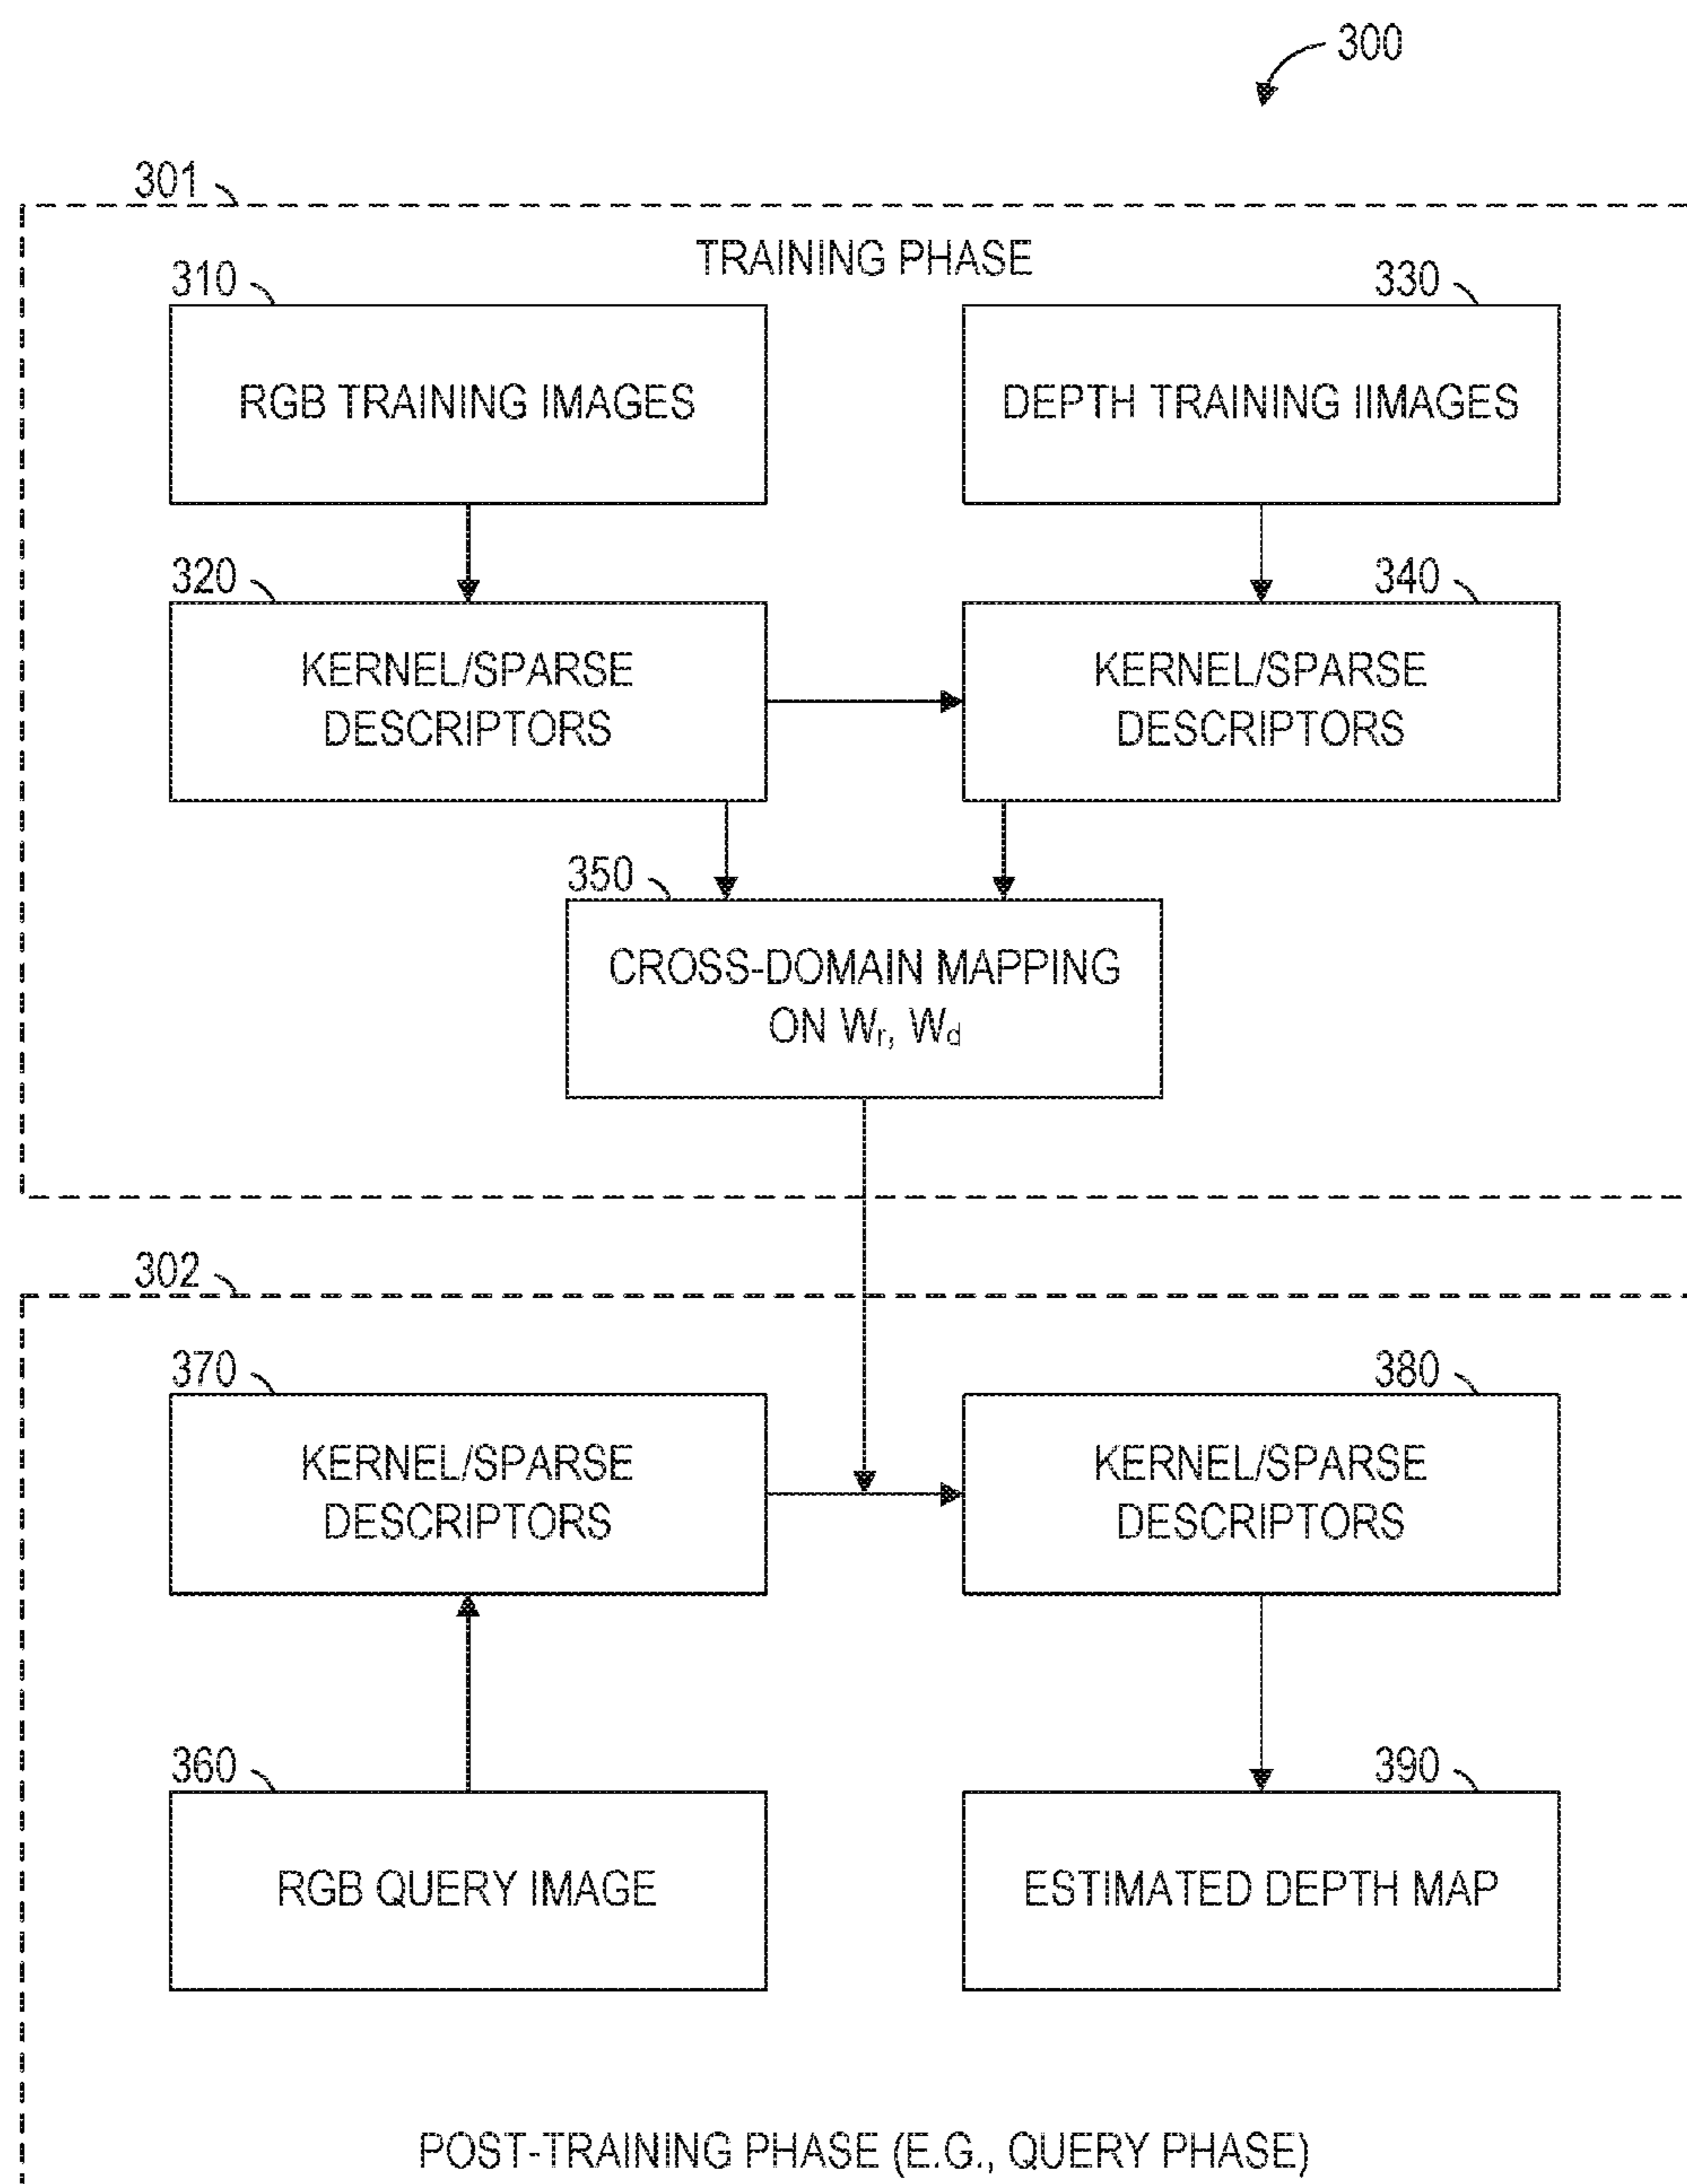 300
301
TRAINING PHASE
310
330
RGB TRAINING IMAGES
DEPTH TRAINING IIMAGES
320
340
KERNEL/SPARSE
DESCRIPTORS
KERNEL/SPARSE
DESCRIPTORS
350
CROSS-DOMAIN MAPPING
ON Wr, Wd
302
370
380
KERNEL/SPARSE
DESCRIPTORS
KERNEL/SPARSE
DESCRIPTORS
360
390
RGB QUERY IMAGE
ESTIMATED DEPTH MAP
POST-TRAINING PHASE (E.G., QUERY PHASE)